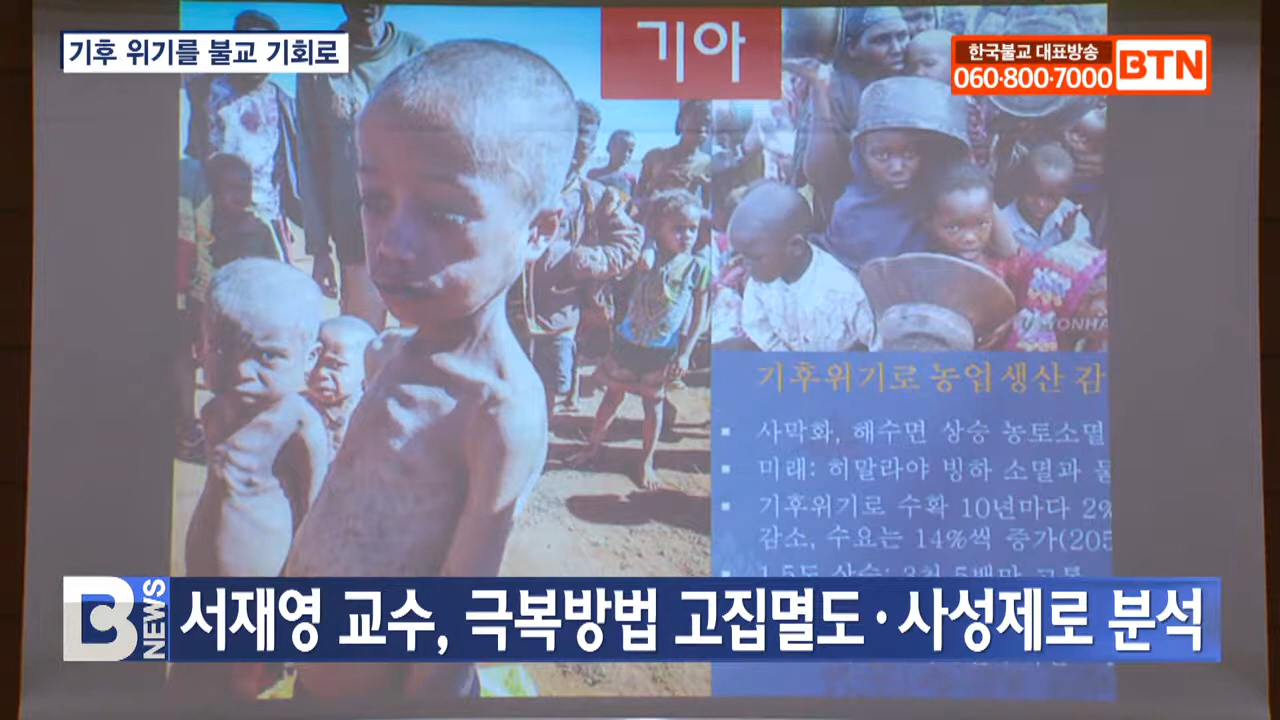 기후 위기를 불교 기회로
기아
한국불교 대표방송
060·800·7000
BTN
기후위기로 농업 생산 감
사막화, 해수면 상승 농토소멸
미래: 히말라야 빙하 소멸과 물
기후위기로 수확 10년마다 2%
감소, 수요는 14%씩 증가(205
B NEWS
서재영 교수, 극복방법 고집멸도·사성제로 분석